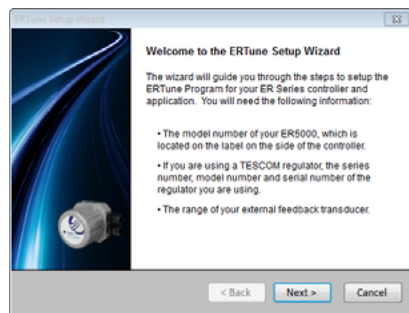 ERTune Setup Wizard
Welcome to the ERTune Setup Wizard
The wizard will guide you through the steps to setup the
ERTune Program for your ER Series controller and
application. You will need the following information:
• The model number of your ER5000, which is
located on the label on the side of the controller.
• If you are using a TESCOM regulator, the series
number, model number and serial number of the
regulator you are using.
• The range of your external feedback transducer.
< Back Next > Cancel